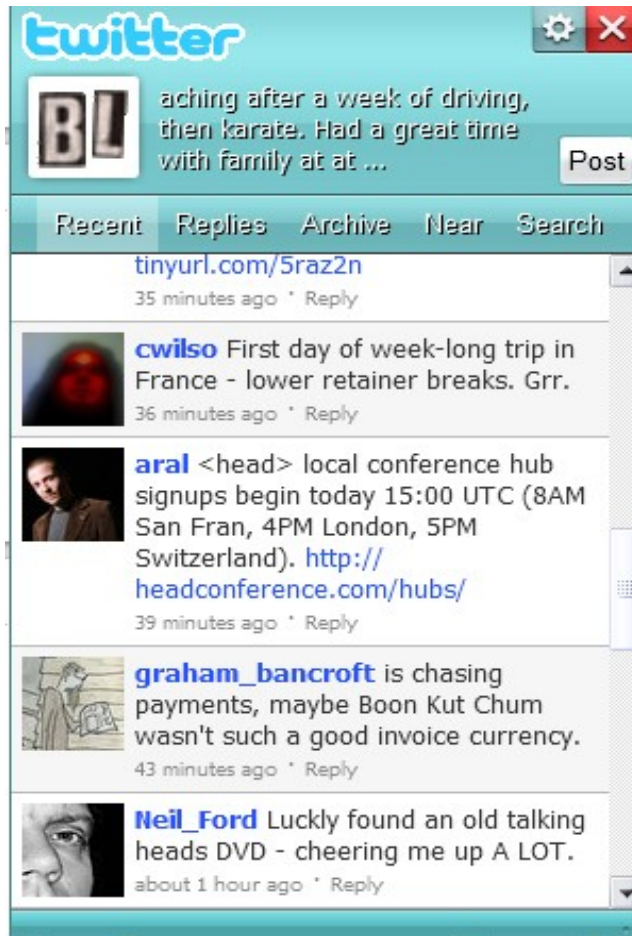 twitter
BL
aching after a week of driving,
then karate. Had a great time
with family at at ...
Post
Recent Replies Archive Near Search
tinyurl.com/5raz2n
35 minutes ago · Reply
cwilso First day of week-long trip in
France - lower retainer breaks. Grr.
36 minutes ago · Reply
aral <head> local conference hub
signups begin today 15:00 UTC (8AM
San Fran, 4PM London, 5PM
Switzerland). http://
headconference.com/hubs/
39 minutes ago · Reply
graham_bancroft is chasing
payments, maybe Boon Kut Chum
wasn't such a good invoice currency.
43 minutes ago · Reply
Neil_Ford Luckly found an old talking
heads DVD - cheering me up A LOT.
about 1 hour ago · Reply